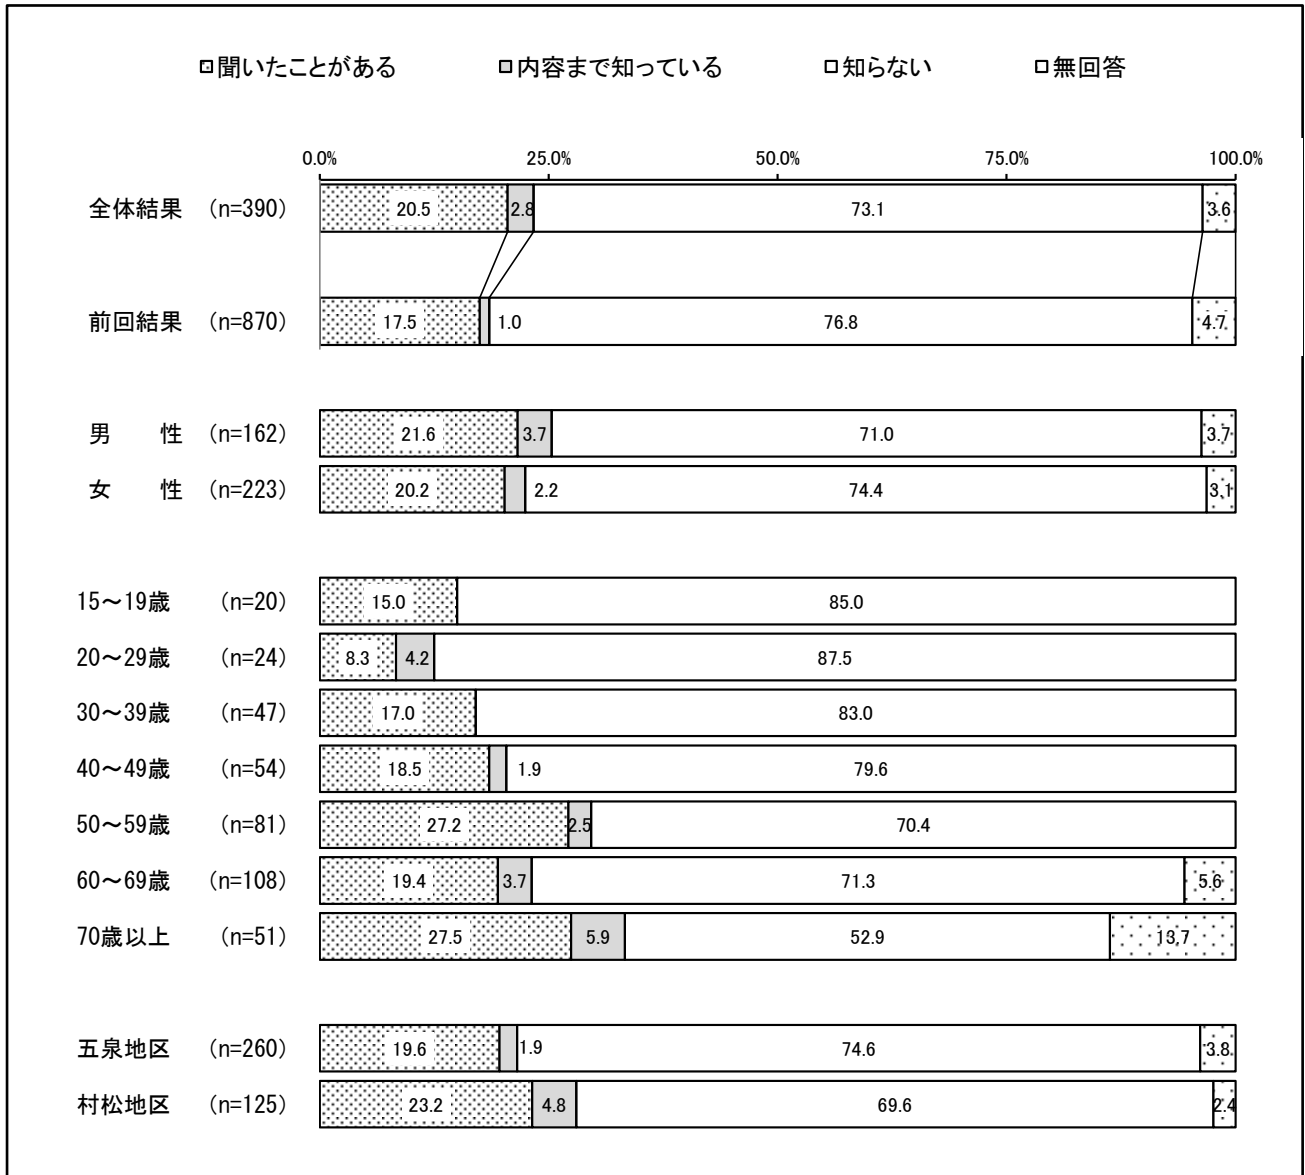 聞いたことがある 内容まで知っている 知らない 無回答
0.0% 25.0% 50.0% 75.0% 100.0%
全体結果 (n=390) 20.5 2.8 73.1 3.6
前回結果 (n=870) 17.5 1.0 76.8 4.7
男 性 (n=162) 21.6 3.7 71.0 3.7
女 性 (n=223) 20.2 2.2 74.4 3.1
15～19歳 (n=20) 15.0 85.0
20～29歳 (n=24) 8.3 4.2 87.5
30～39歳 (n=47) 17.0 83.0
40～49歳 (n=54) 18.5 1.9 79.6
50～59歳 (n=81) 27.2 2.5 70.4
60～69歳 (n=108) 19.4 3.7 71.3 5.6
70歳以上 (n=51) 27.5 5.9 52.9 13.7
五泉地区 (n=260) 19.6 1.9 74.6 3.8
村松地区 (n=125) 23.2 4.8 69.6 2.4